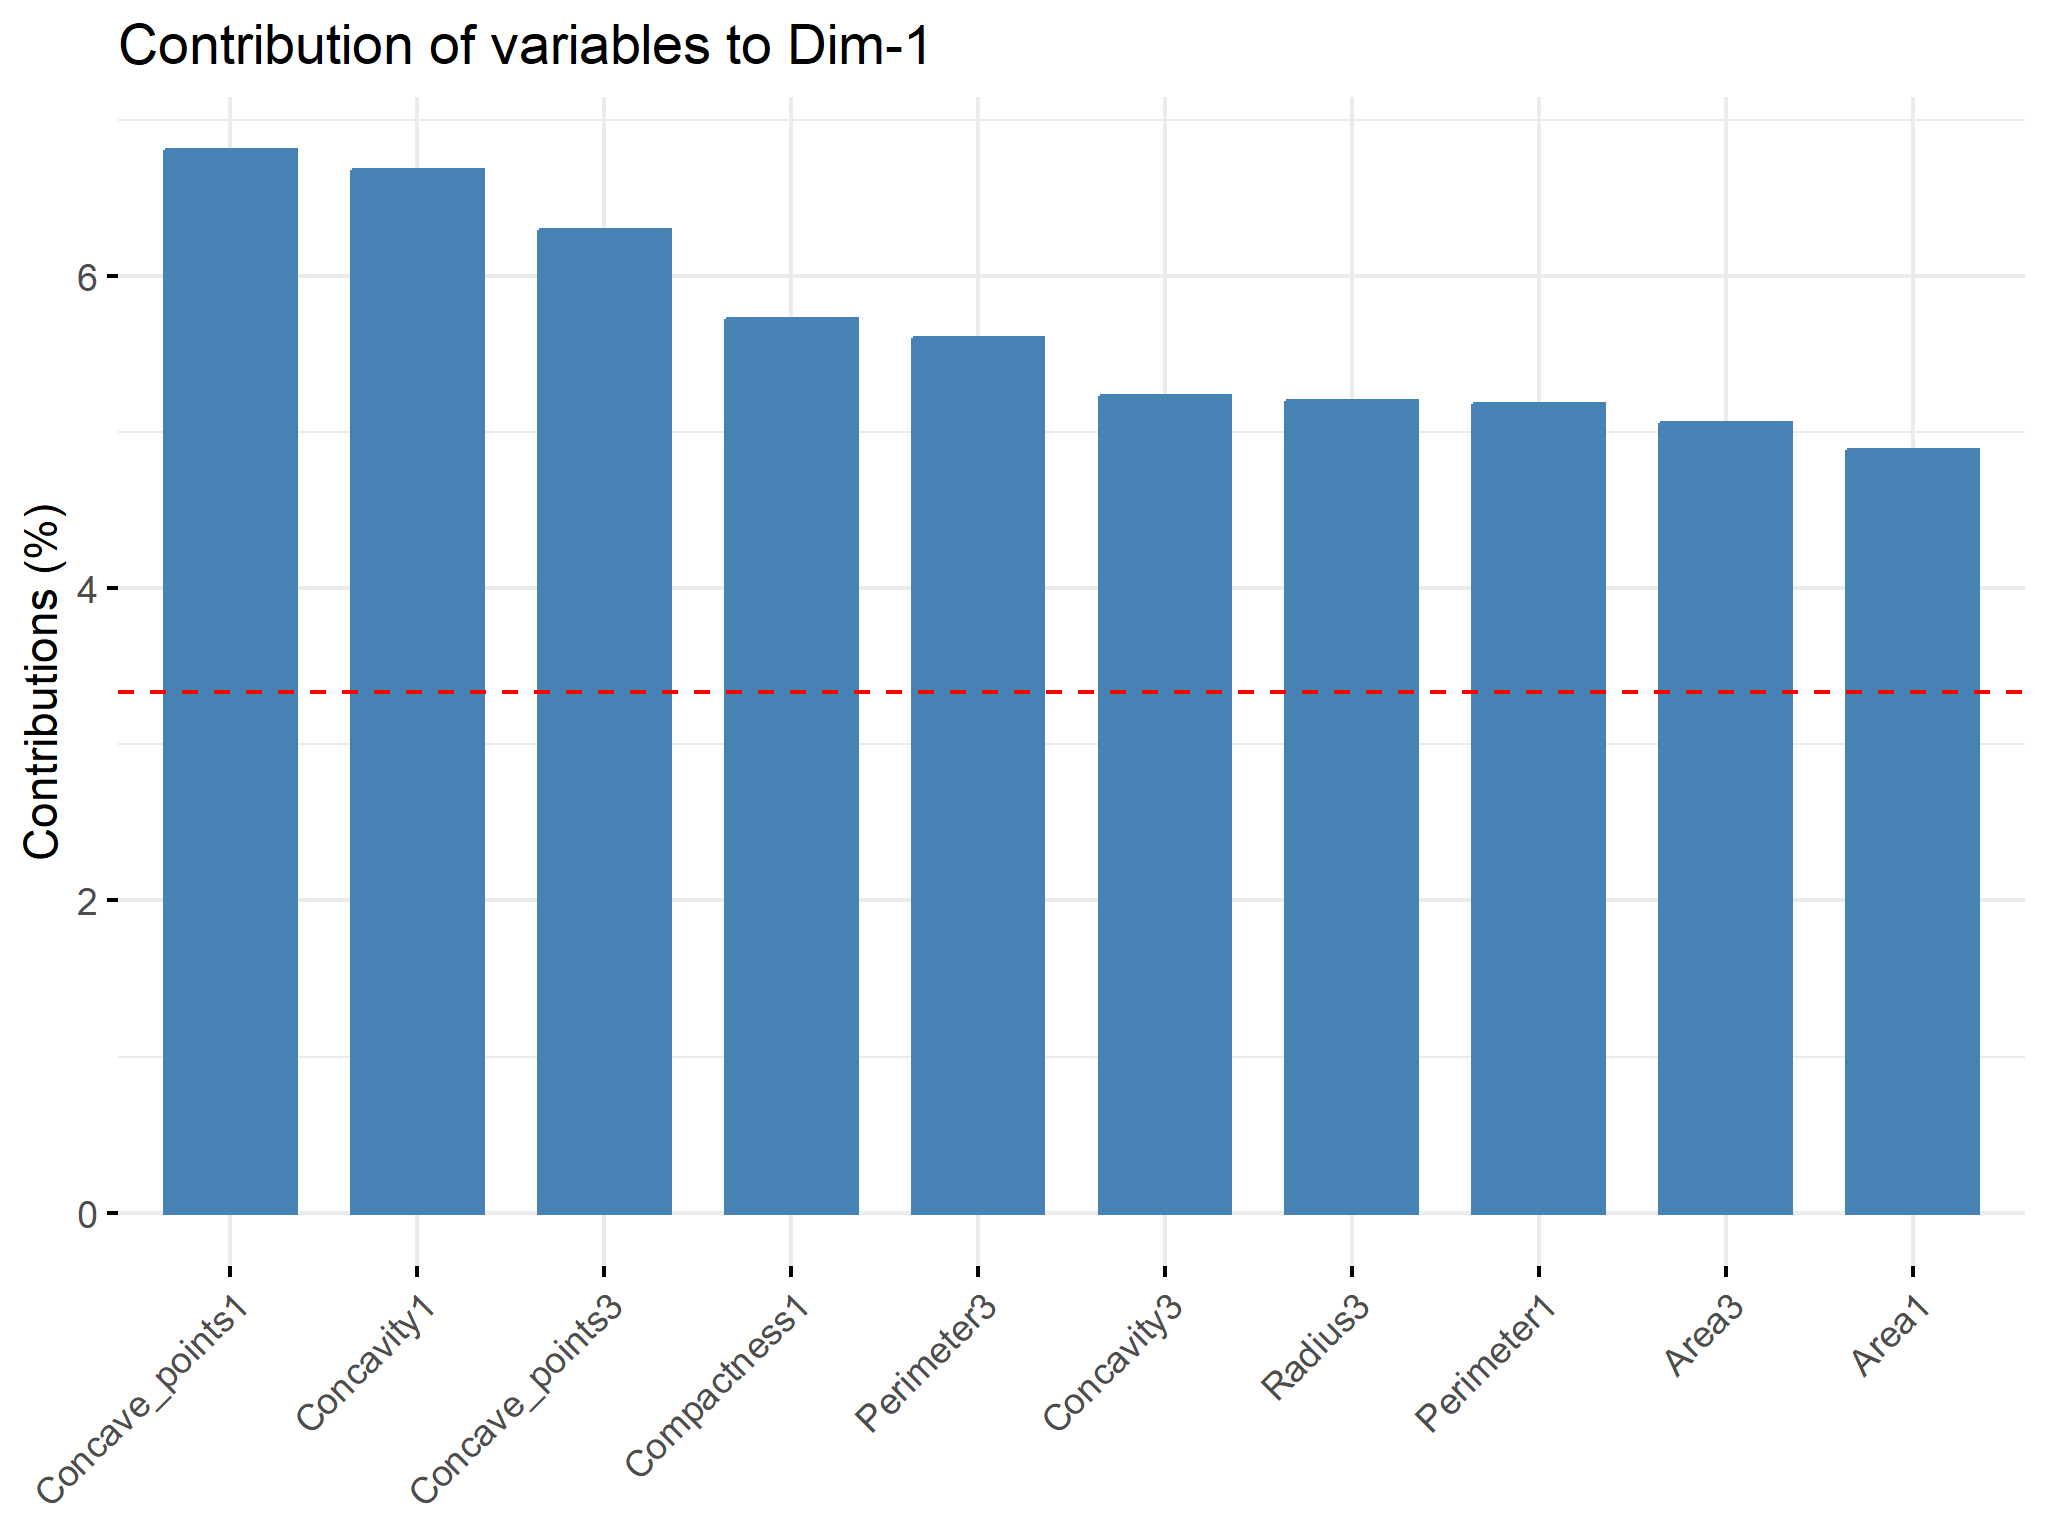 Contribution of variables to Dim-1
Contributions (%)
6
4
2
0
Concave_points1
Concavity1
Concave_points3
Compactness1
Perimeter3
Concavity3
Radius3
Perimeter1
Area3
Area1